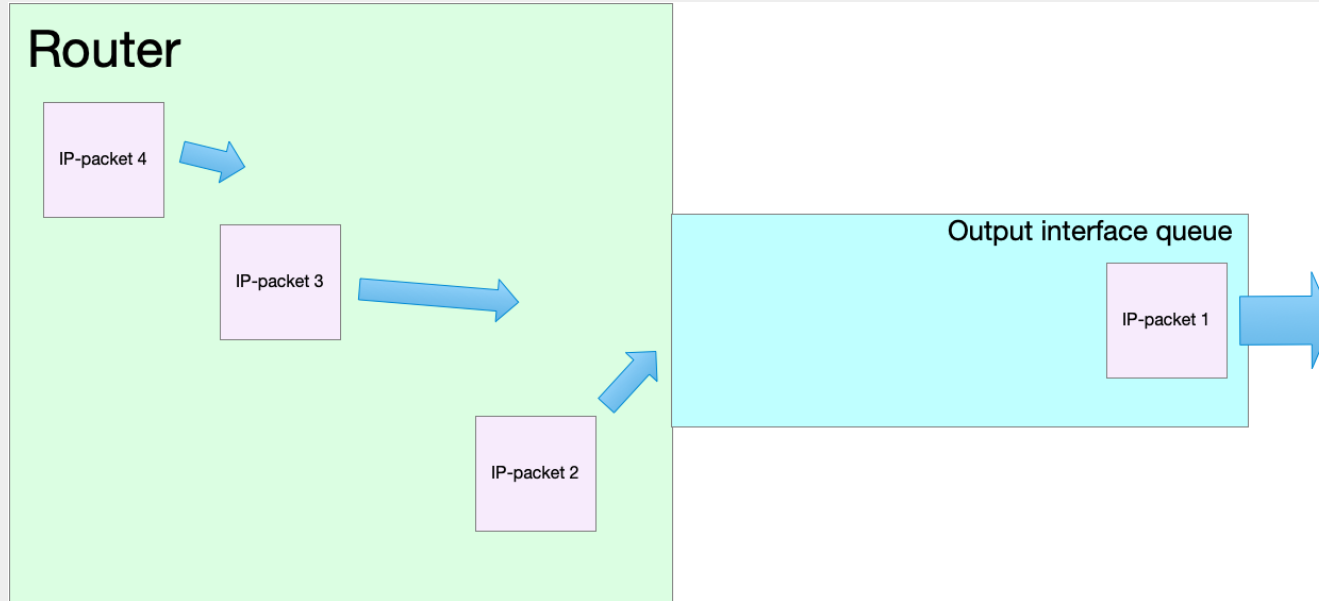 Router
IP-packet 4
Output interface queue
IP-packet 3
IP-packet 1
IP-packet 2